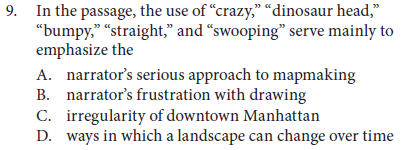 9. In the passage, the use of “crazy,” “dinosaur head,”
“bumpy,” “straight,” and “swooping” serve mainly to
emphasize the
A. narrator’s serious approach to mapmaking
B. narrator’s frustration with drawing
C. irregularity of downtown Manhattan
D. ways in which a landscape can change over time